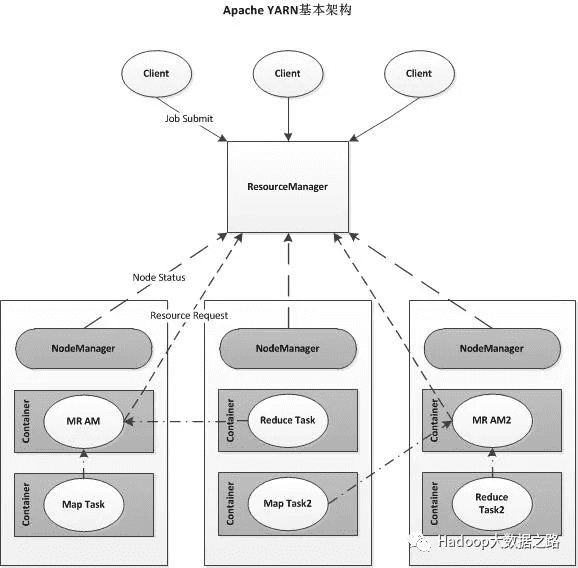 Apache YARN基本架构
Client
Client
Client
Job Submit
ResourceManager
Node Status
Resource Request
NodeManager
NodeManager
NodeManager
Container
MR AM
Container
Reduce Task
Container
MR AM2
Container
Map Task
Container
Map Task2
Container
Reduce
Task2
Hadoop大数据之路